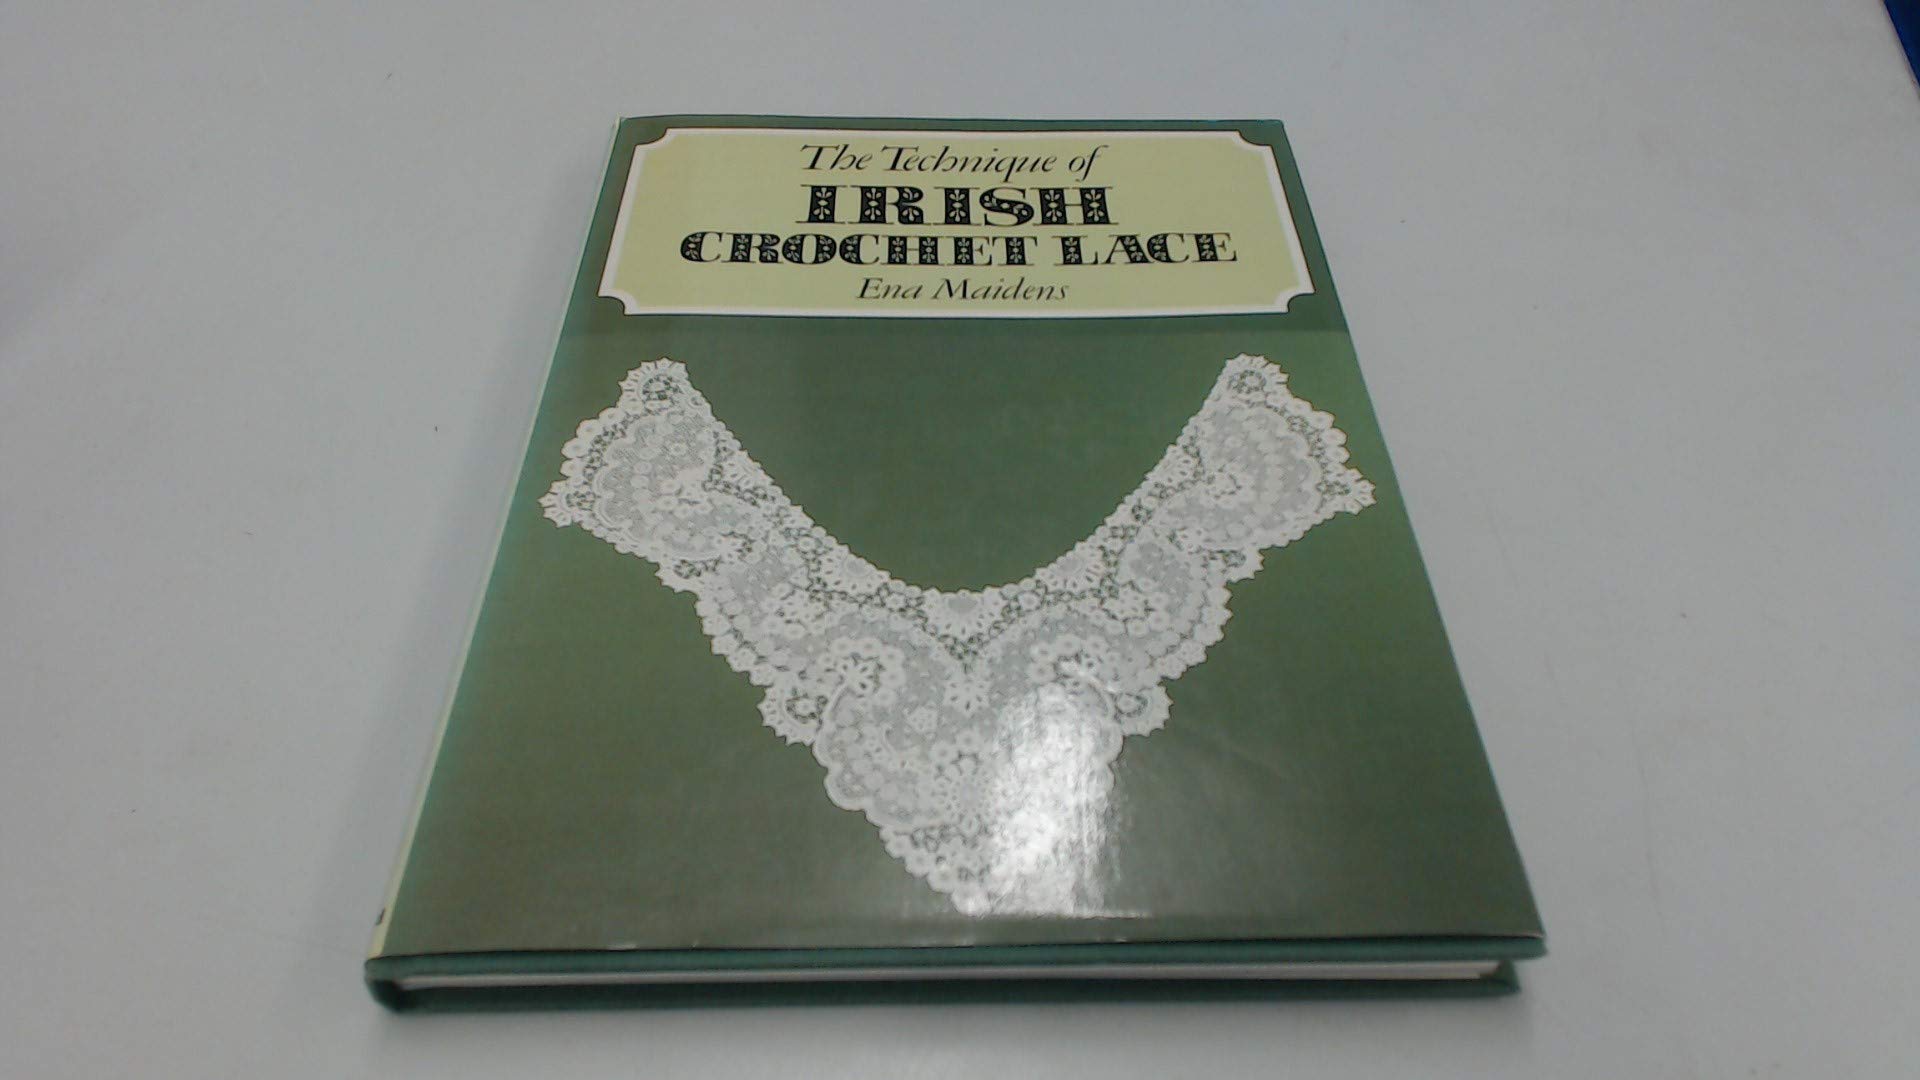 The Technique of
IRISH
CROCHET LACE
Ena Maidens